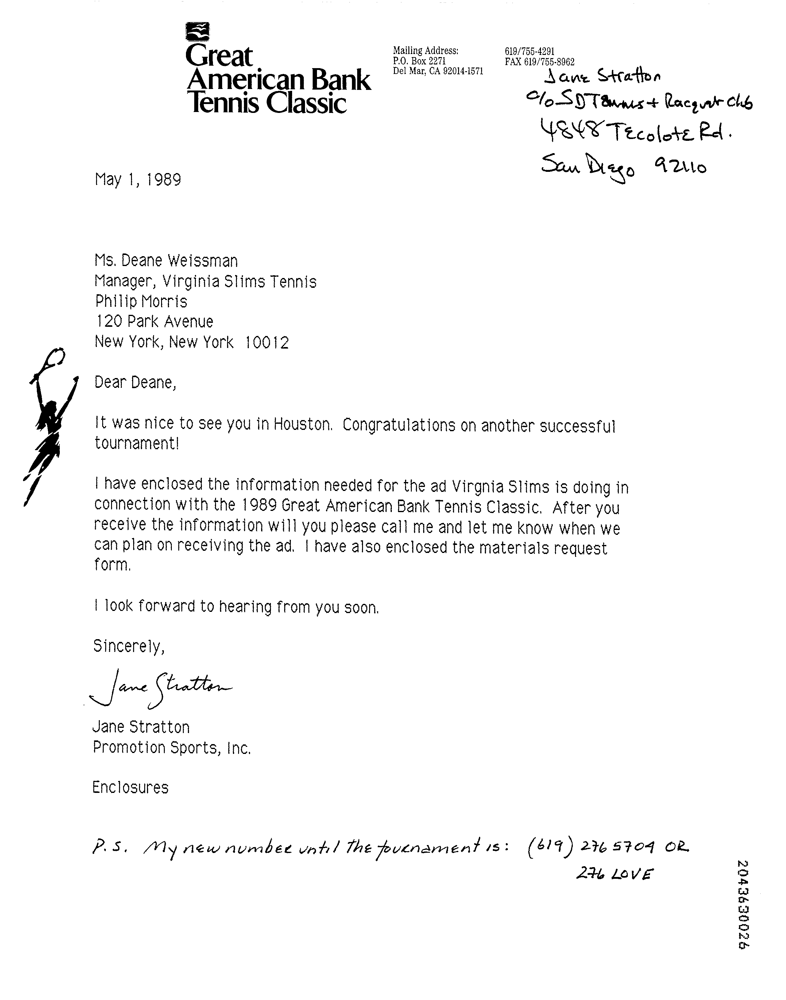 Great
American Bank
Tennis Classic
Mailing Address:
P.O. Box 2271
Del Mar, CA 92014-1571
619/755-4291
FAX 619/755-8962
Jane Stratton
c/o SD Tennis + Racquet Club
4848 Tecolote Rd.
San Diego 92110
May 1, 1989
Ms. Deane Weissman
Manager, Virginia Slims Tennis
Philip Morris
120 Park Avenue
New York, New York 10012
Dear Deane,
It was nice to see you in Houston. Congratulations on another successful
tournament!
I have enclosed the information needed for the ad Virgnia Slims is doing in
connection with the 1989 Great American Bank Tennis Classic. After you
receive the information will you please call me and let me know when we
can plan on receiving the ad. I have also enclosed the materials request
form.
I look forward to hearing from you soon.
Sincerely,
Jane Stratton
Jane Stratton
Promotion Sports, Inc.
Enclosures
P.S. My new number until the tournament is: (619) 276 5704 OR
276 LOVE
2043630026